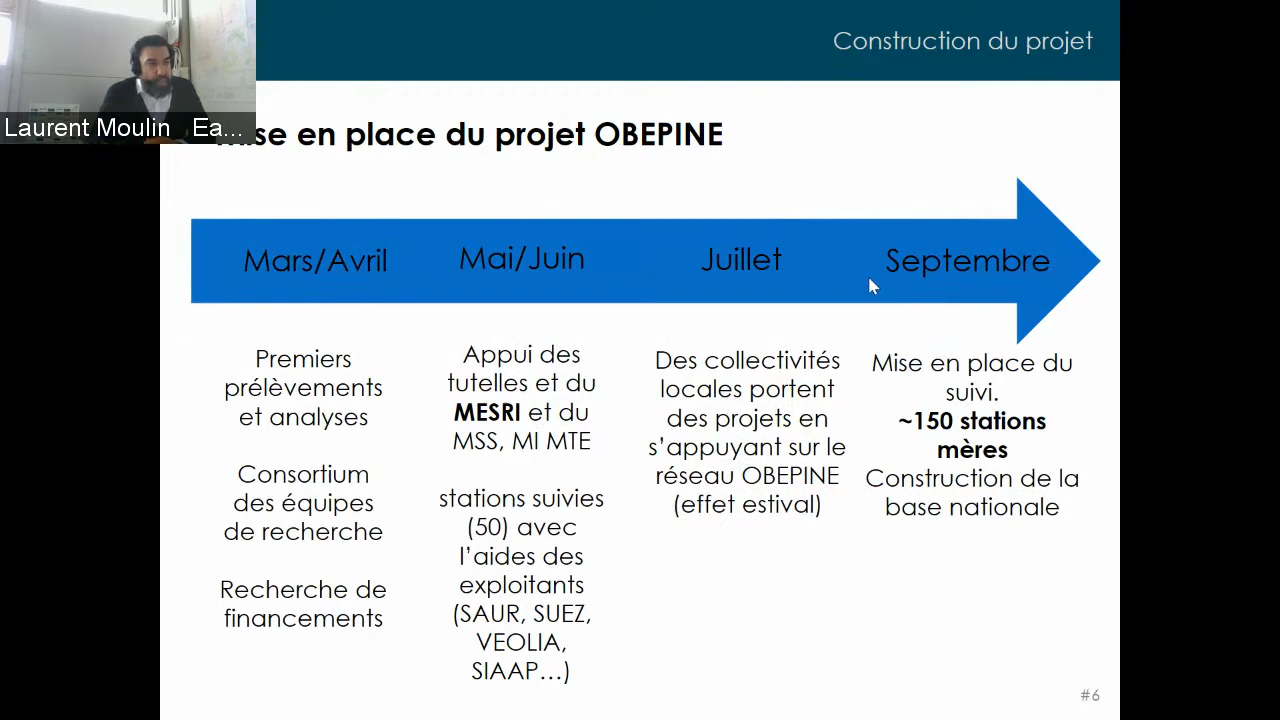 Construction du projet
Laurent Moulin Ea...
en place du projet OBEPINE
Mars/Avril
Mai/Juin
Juillet
Septembre
Premiers
prélèvements
et analyses
Consortium
des équipes
de recherche
Recherche de
financements
Appui des
tutelles et du
MESRI et du
MSS, MI MTE
stations suivies
(50) avec
l'aides des
exploitants
(SAUR, SUEZ,
VEOLIA,
SIAAP…)
Des collectivités
locales portent
des projets en
s'appuyant sur le
réseau OBEPINE
(effet estival)
Mise en place du
suivi.
~150 stations
mères
Construction de la
base nationale
#6